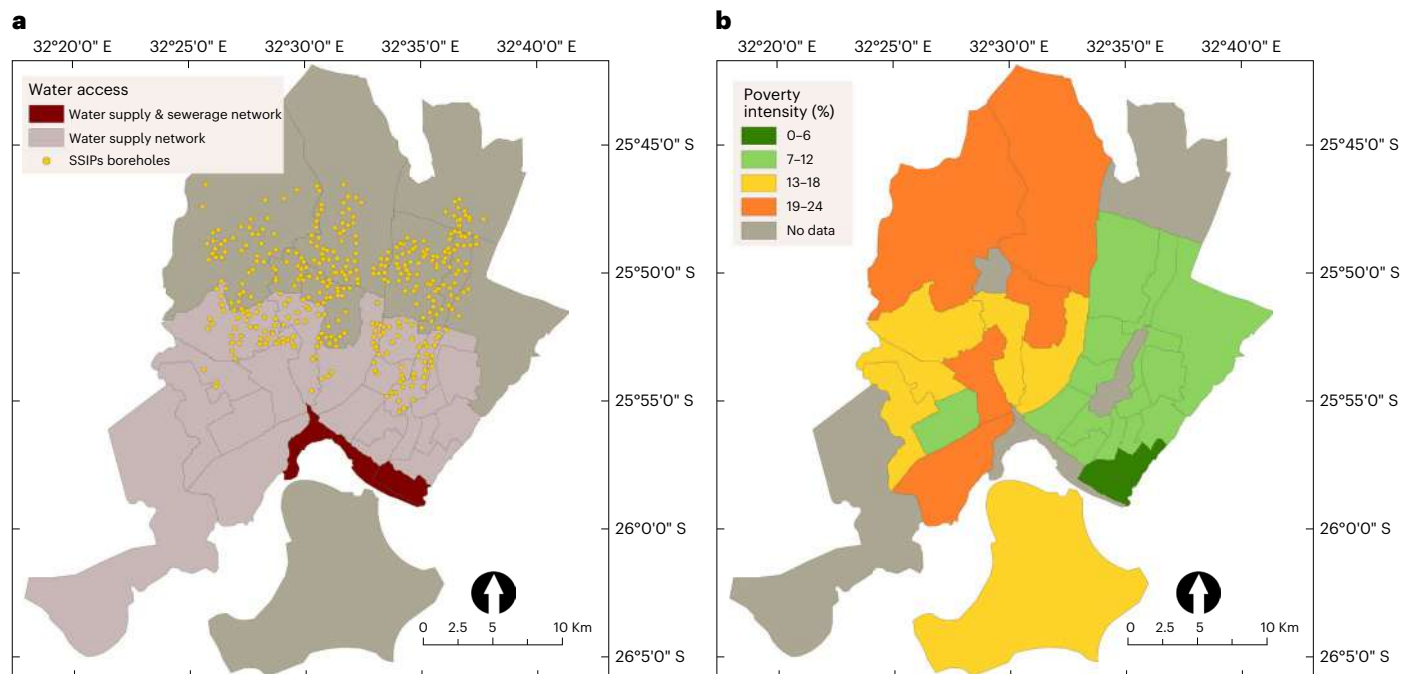 a
32°20'0" E 32°25'0" E 32°30'0" E 32°35'0" E 32°40'0" E
Water access
Water supply & sewerage network
Water supply network
SSIPs boreholes
0 2.5 5 10 Km
b
32°20'0" E 32°25'0" E 32°30'0" E 32°35'0" E 32°40'0" E
Poverty
intensity (%)
0–6
7–12
13–18
19–24
No data
25°45'0" S 25°45'0" S
25°50'0" S 25°50'0" S
25°55'0" S 25°55'0" S
26°0'0" S 26°0'0" S
26°5'0" S 26°5'0" S
0 2.5 5 10 Km